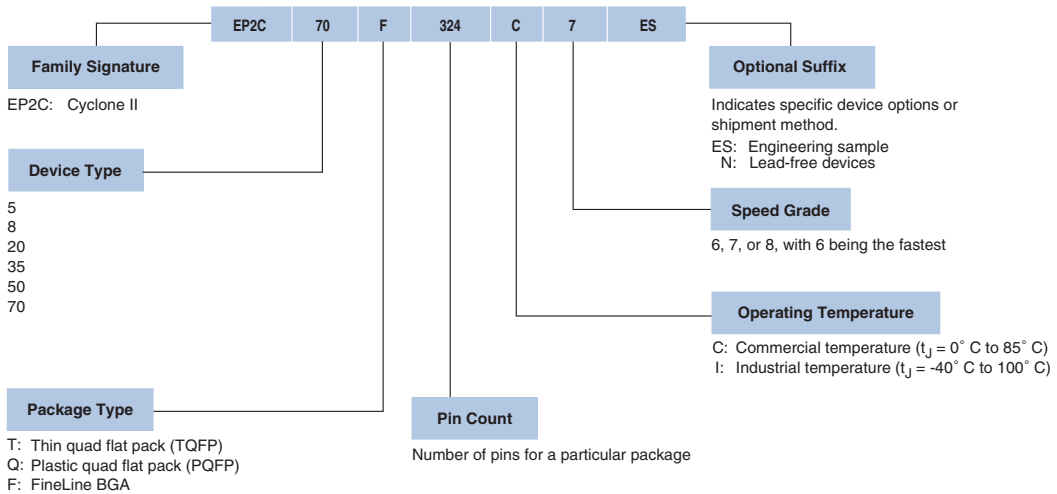 EP2C 70 F 324 C 7 ES
Family Signature
EP2C: Cyclone II
Device Type
5
8
20
35
50
70
Package Type
T: Thin quad flat pack (TQFP)
Q: Plastic quad flat pack (PQFP)
F: FineLine BGA
Pin Count
Number of pins for a particular package
Optional Suffix
Indicates specific device options or
shipment method.
ES: Engineering sample
N: Lead-free devices
Speed Grade
6, 7, or 8, with 6 being the fastest
Operating Temperature
C: Commercial temperature (tJ = 0° C to 85° C)
I: Industrial temperature (tJ = -40° C to 100° C)